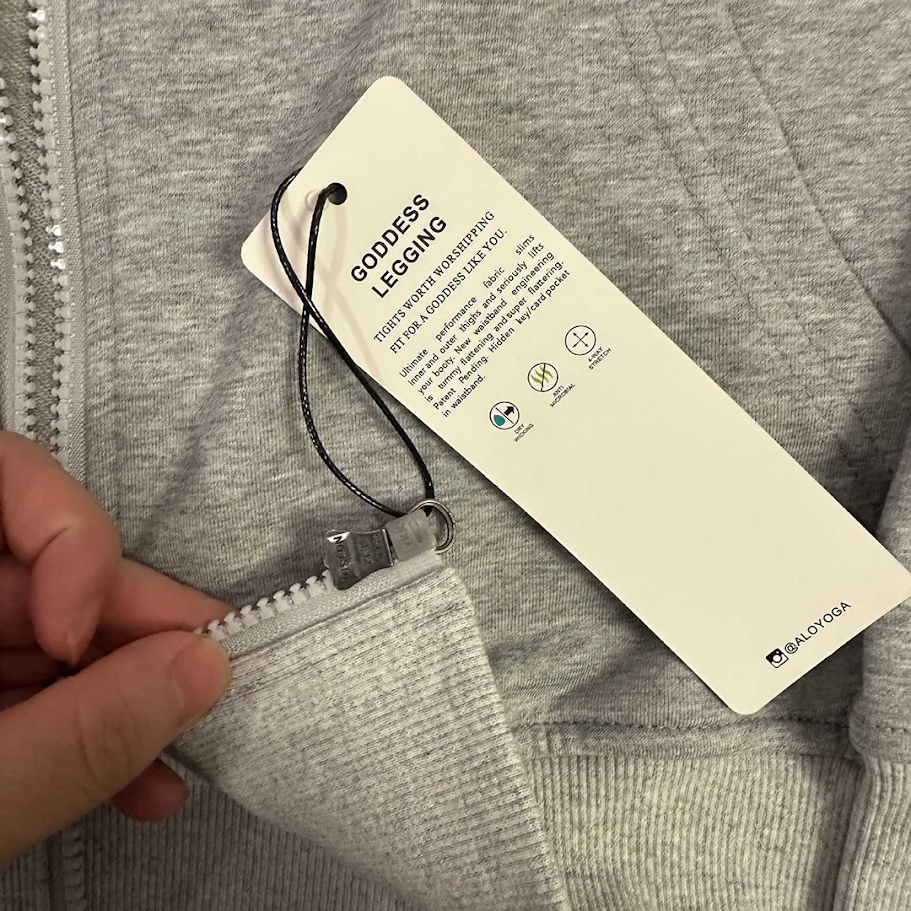 GODDESS
LEGGING
TIGHTS WORTH WORSHIPPING
FIT FOR A GODDESS LIKE YOU.
Ultimate performance fabric slims
inner and outer thighs and seriously lifts
your booty. New waistband engineering
is tummy flattening and super flattering.
Patent Pending. Hidden key/card pocket
in waistband.
DRY
WICKING
ANTI
MICROBIAL
4-WAY
STRETCH
@ALOYOGA